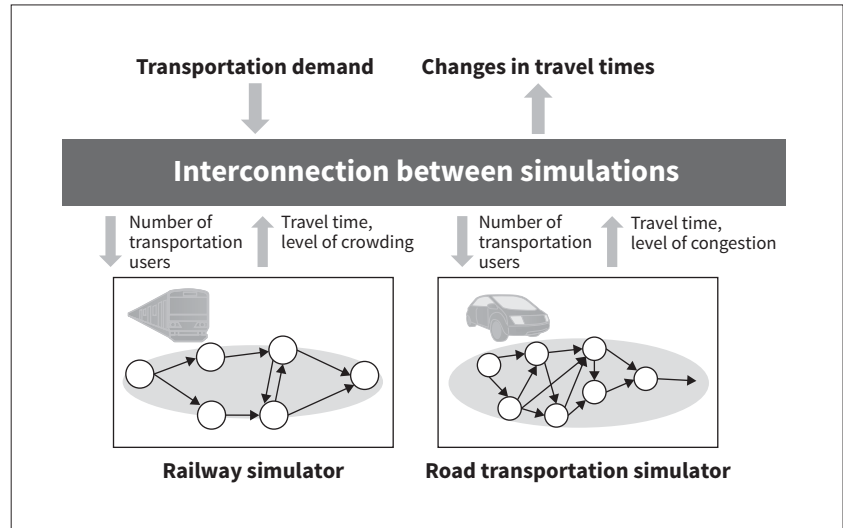 Transportation demand
Changes in travel times
Interconnection between simulations
Number of
transportation
users
Travel time,
level of crowding
Number of
transportation
users
Travel time,
level of congestion
Railway simulator
Road transportation simulator